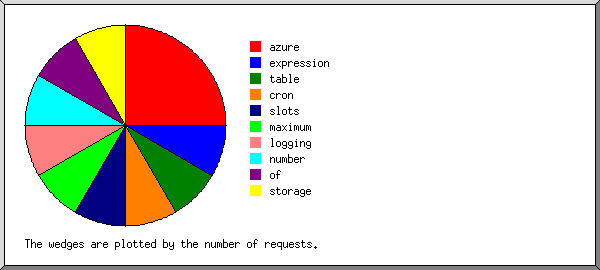 azure
expression
table
cron
slots
maximum
logging
number
of
storage
The wedges are plotted by the number of requests.